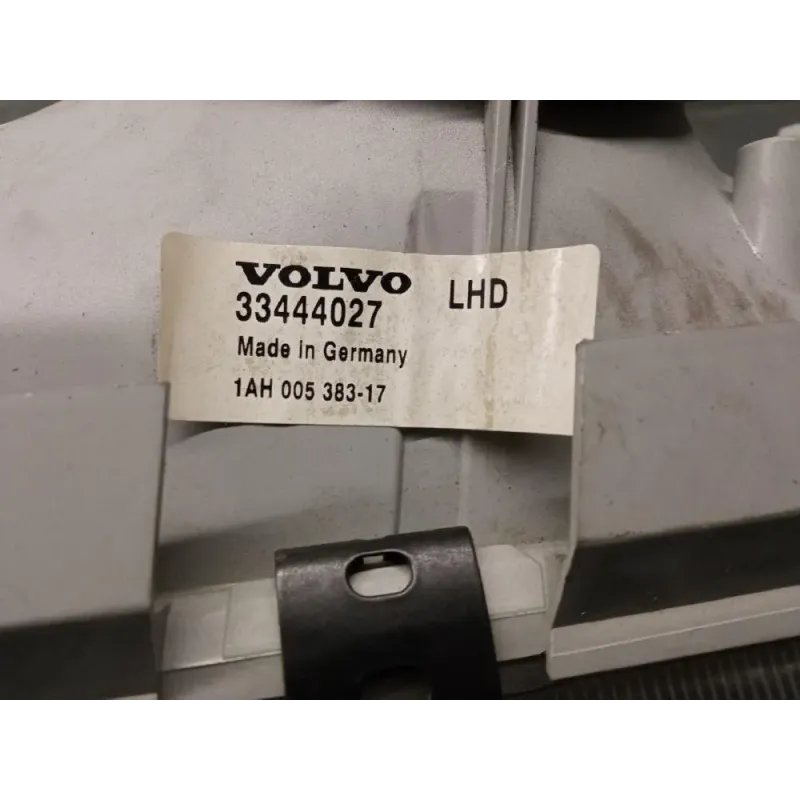 VOLVO LHD
33444027
Made in Germany
1AH 005 383-17